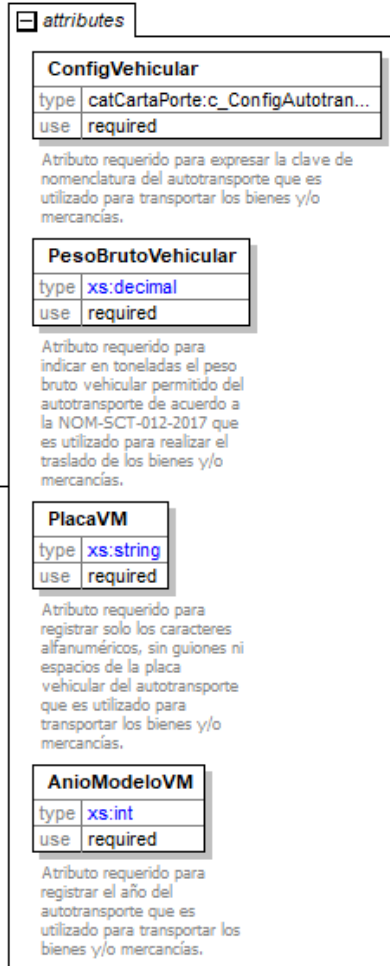 attributes
ConfigVehicular
type catCartaPorte:c_ConfigAutotran...
use required
Atributo requerido para expresar la clave de
nomenclatura del autotransporte que es
utilizado para transportar los bienes y/o
mercancías.
PesoBrutoVehicular
type xs:decimal
use required
Atributo requerido para
indicar en toneladas el peso
bruto vehicular permitido del
autotransporte de acuerdo a
la NOM-SCT-012-2017 que
es utilizado para realizar el
traslado de los bienes y/o
mercancías.
PlacaVM
type xs:string
use required
Atributo requerido para
registrar solo los caracteres
alfanuméricos, sin guiones ni
espacios de la placa
vehicular del autotransporte
que es utilizado para
transportar los bienes y/o
mercancías.
AnioModeloVM
type xs:int
use required
Atributo requerido para
registrar el año del
autotransporte que es
utilizado para transportar los
bienes y/o mercancías.